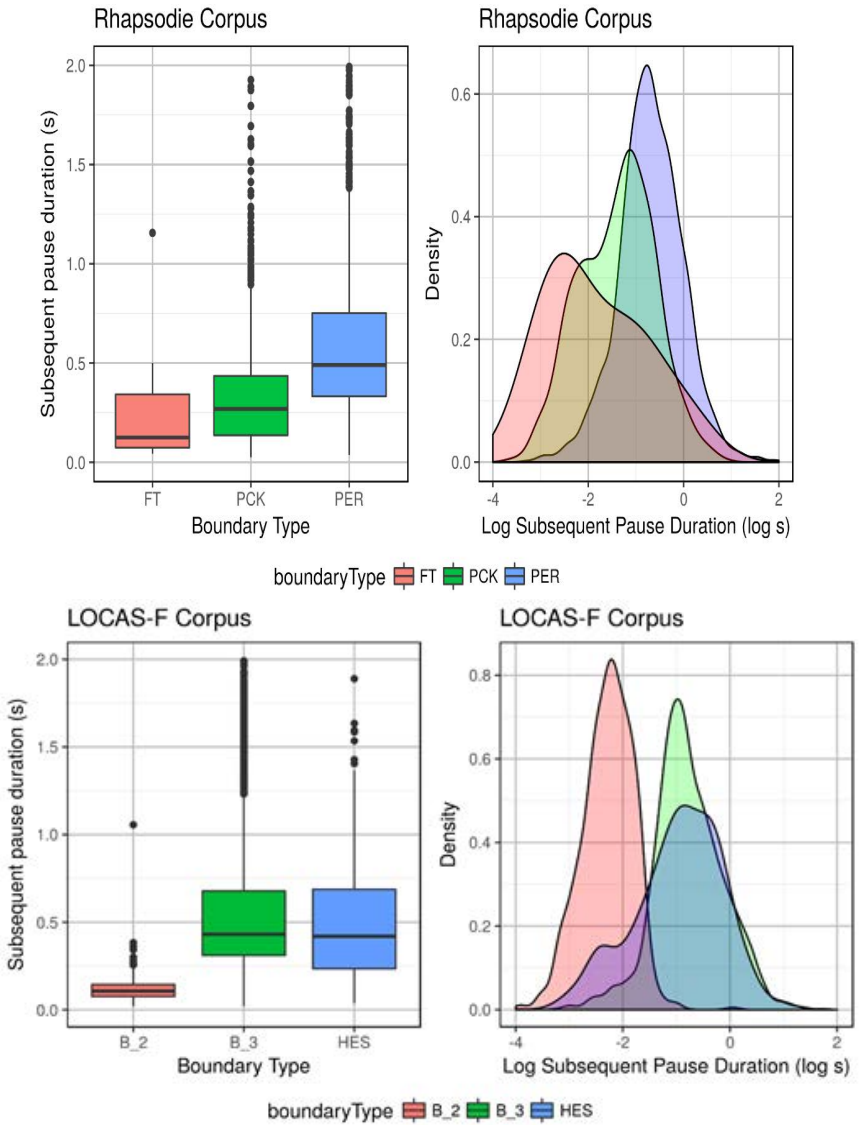 Rhapsodie Corpus
Subsequent pause duration (s)
2.0
1.5
1.0
0.5
0.0
FT PCK PER
Boundary Type
Rhapsodie Corpus
Density
0.6
0.4
0.2
0.0
-4 -2 0 2
Log Subsequent Pause Duration (log s)
boundaryType FT PCK PER
LOCAS-F Corpus
Subsequent pause duration (s)
2.0
1.5
1.0
0.5
0.0
B_2 B_3 HES
Boundary Type
LOCAS-F Corpus
Density
0.8
0.6
0.4
0.2
0.0
-4 -2 0 2
Log Subsequent Pause Duration (log s)
boundaryType B_2 B_3 HES